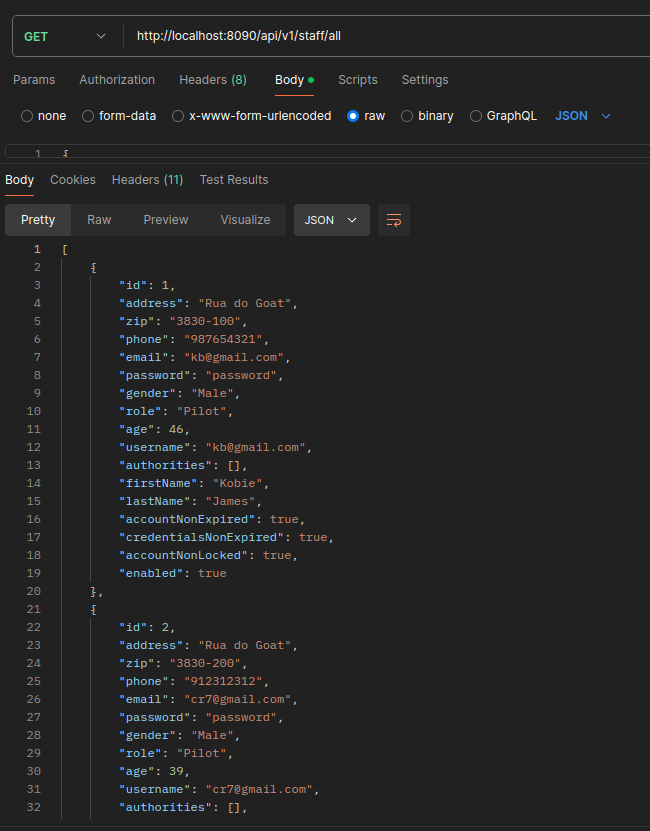 GET http://localhost:8090/api/v1/staff/all
Params Authorization Headers (8) Body Scripts Settings
none form-data x-www-form-urlencoded raw binary GraphQL JSON
1 {
Body Cookies Headers (11) Test Results
Pretty Raw Preview Visualize JSON
1 [
2 {
3 "id": 1,
4 "address": "Rua do Goat",
5 "zip": "3830-100",
6 "phone": "987654321",
7 "email": "kb@gmail.com",
8 "password": "password",
9 "gender": "Male",
10 "role": "Pilot",
11 "age": 46,
12 "username": "kb@gmail.com",
13 "authorities": [],
14 "firstName": "Kobie",
15 "lastName": "James",
16 "accountNonExpired": true,
17 "credentialsNonExpired": true,
18 "accountNonLocked": true,
19 "enabled": true
20 },
21 {
22 "id": 2,
23 "address": "Rua do Goat",
24 "zip": "3830-200",
25 "phone": "912312312",
26 "email": "cr7@gmail.com",
27 "password": "password",
28 "gender": "Male",
29 "role": "Pilot",
30 "age": 39,
31 "username": "cr7@gmail.com",
32 "authorities": [],